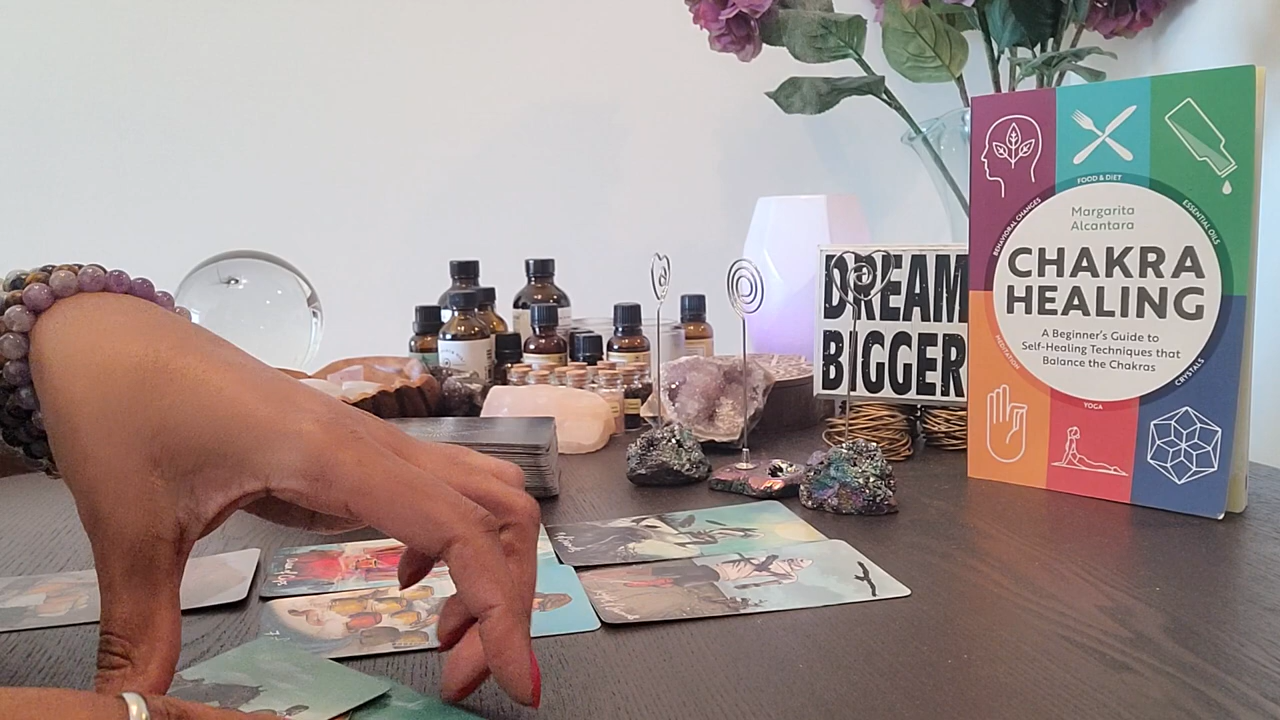 DREAM
BIGGER
FOOD & DIET
BEHAVIORAL CHANGES
ESSENTIAL OILS
Margarita
Alcantara
CHAKRA
HEALING
A Beginner's Guide to
Self-Healing Techniques that
Balance the Chakras
MEDITATION
CRYSTALS
YOGA